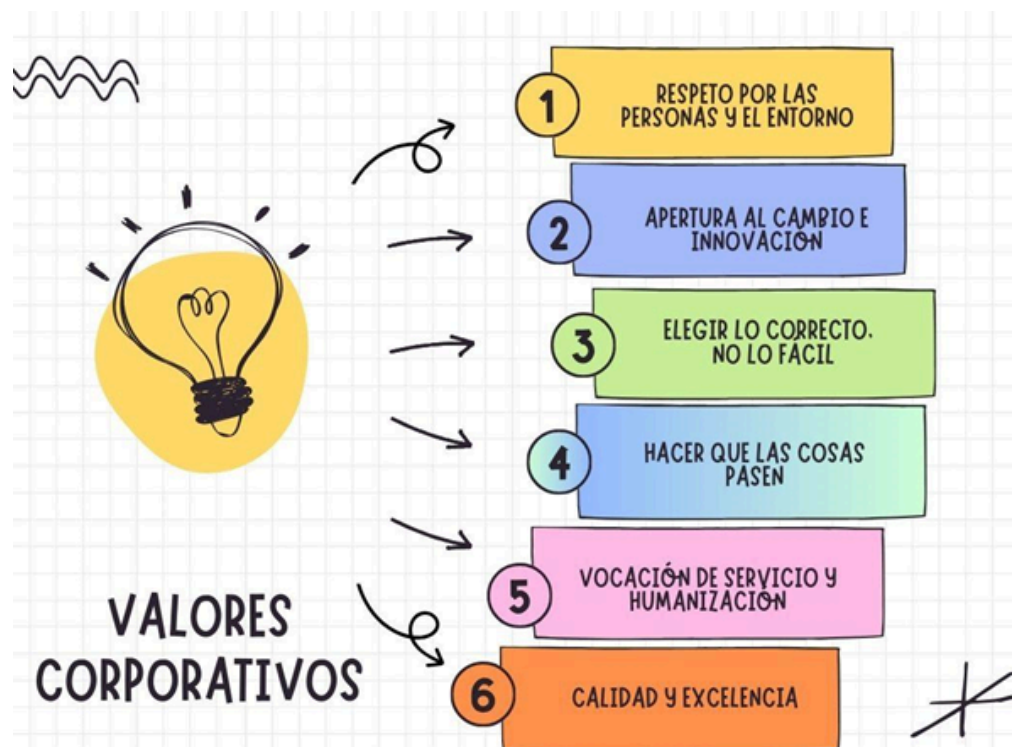 1
RESPETO POR LAS
PERSONAS Y EL ENTORNO
2
APERTURA AL CAMBIO E
INNOVACIÓN
3
ELEGIR LO CORRECTO,
NO LO FÁCIL
4
HACER QUE LAS COSAS
PASEN
5
VOCACIÓN DE SERVICIO Y
HUMANIZACIÓN
6
CALIDAD Y EXCELENCIA
VALORES
CORPORATIVOS